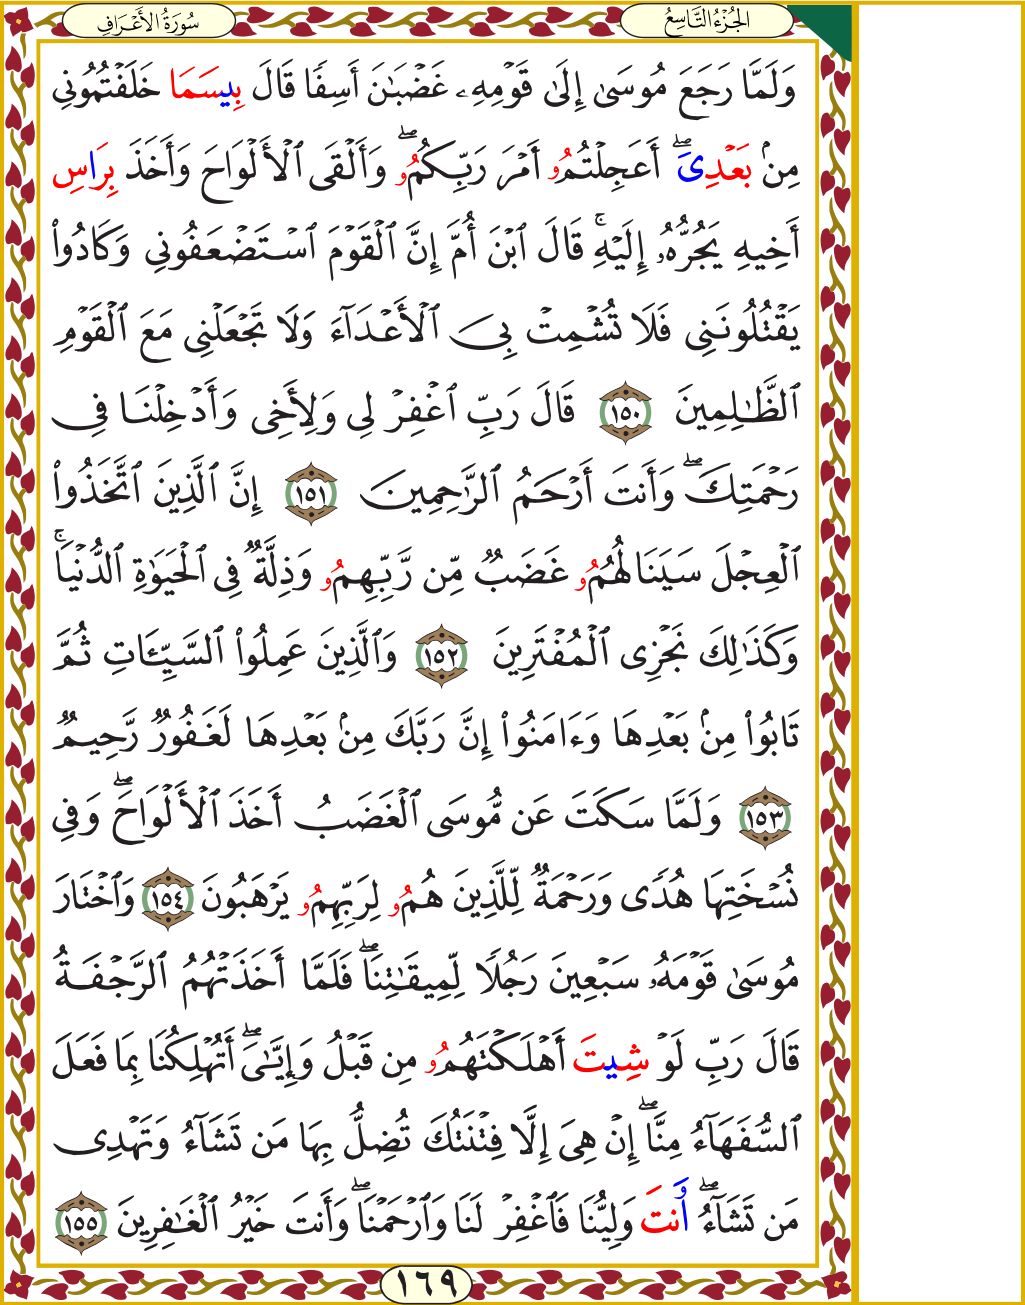 سُورَةُ الأَعْرَافِ
الجُزْءُ التَّاسِعُ
وَلَمَّا رَجَعَ مُوسَىٰ إِلَىٰ قَوْمِهِۦ غَضْبَٰنَ أَسِفًا قَالَ بِيسَمَا خَلَفْتُمُونِي
مِنۢ بَعْدِىَ ۖ أَعَجِلْتُمُۥ أَمْرَ رَبِّكُمُۥ ۖ وَأَلْقَى ٱلْأَلْوَاحَ وَأَخَذَ بِرَاسِ
أَخِيهِ يَجُرُّهُۥ إِلَيْهِ ۚ قَالَ ٱبْنَ أُمَّ إِنَّ ٱلْقَوْمَ ٱسْتَضْعَفُونِي وَكَادُوا۟
يَقْتُلُونَنِي فَلَا تُشْمِتْ بِىَ ٱلْأَعْدَآءَ وَلَا تَجْعَلْنِي مَعَ ٱلْقَوْمِ
ٱلظَّٰلِمِينَ ١٥٠ قَالَ رَبِّ ٱغْفِرْ لِي وَلِأَخِي وَأَدْخِلْنَا فِي
رَحْمَتِكَ ۖ وَأَنتَ أَرْحَمُ ٱلرَّٰحِمِينَ ١٥١ إِنَّ ٱلَّذِينَ ٱتَّخَذُوا۟
ٱلْعِجْلَ سَيَنَالُهُمُۥ غَضَبٌ مِّن رَّبِّهِمُۥ وَذِلَّةٌ فِي ٱلْحَيَوٰةِ ٱلدُّنْيَا ۚ
وَكَذَٰلِكَ نَجْزِى ٱلْمُفْتَرِينَ ١٥٢ وَٱلَّذِينَ عَمِلُوا۟ ٱلسَّيِّـَٔاتِ ثُمَّ
تَابُوا۟ مِنۢ بَعْدِهَا وَءَامَنُوٓا۟ إِنَّ رَبَّكَ مِنۢ بَعْدِهَا لَغَفُورٌ رَّحِيمٌ
١٥٣ وَلَمَّا سَكَتَ عَن مُّوسَى ٱلْغَضَبُ أَخَذَ ٱلْأَلْوَاحَ ۖ وَفِي
نُسْخَتِهَا هُدًى وَرَحْمَةٌ لِّلَّذِينَ هُمُۥ لِرَبِّهِمُۥ يَرْهَبُونَ ١٥٤ وَٱخْتَارَ
مُوسَىٰ قَوْمَهُۥ سَبْعِينَ رَجُلًا لِّمِيقَٰتِنَا ۖ فَلَمَّا أَخَذَتْهُمُ ٱلرَّجْفَةُ
قَالَ رَبِّ لَوْ شِيتَ أَهْلَكْتَهُمُۥ مِن قَبْلُ وَإِيَّٰىَ ۖ أَتُهْلِكُنَا بِمَا فَعَلَ
ٱلسُّفَهَآءُ مِنَّا ۖ إِنْ هِىَ إِلَّا فِتْنَتُكَ تُضِلُّ بِهَا مَن تَشَآءُ وَتَهْدِى
مَن تَشَآءُ ۖ أَنتَ وَلِيُّنَا فَٱغْفِرْ لَنَا وَٱرْحَمْنَا ۖ وَأَنتَ خَيْرُ ٱلْغَٰفِرِينَ ١٥٥
١٦٩